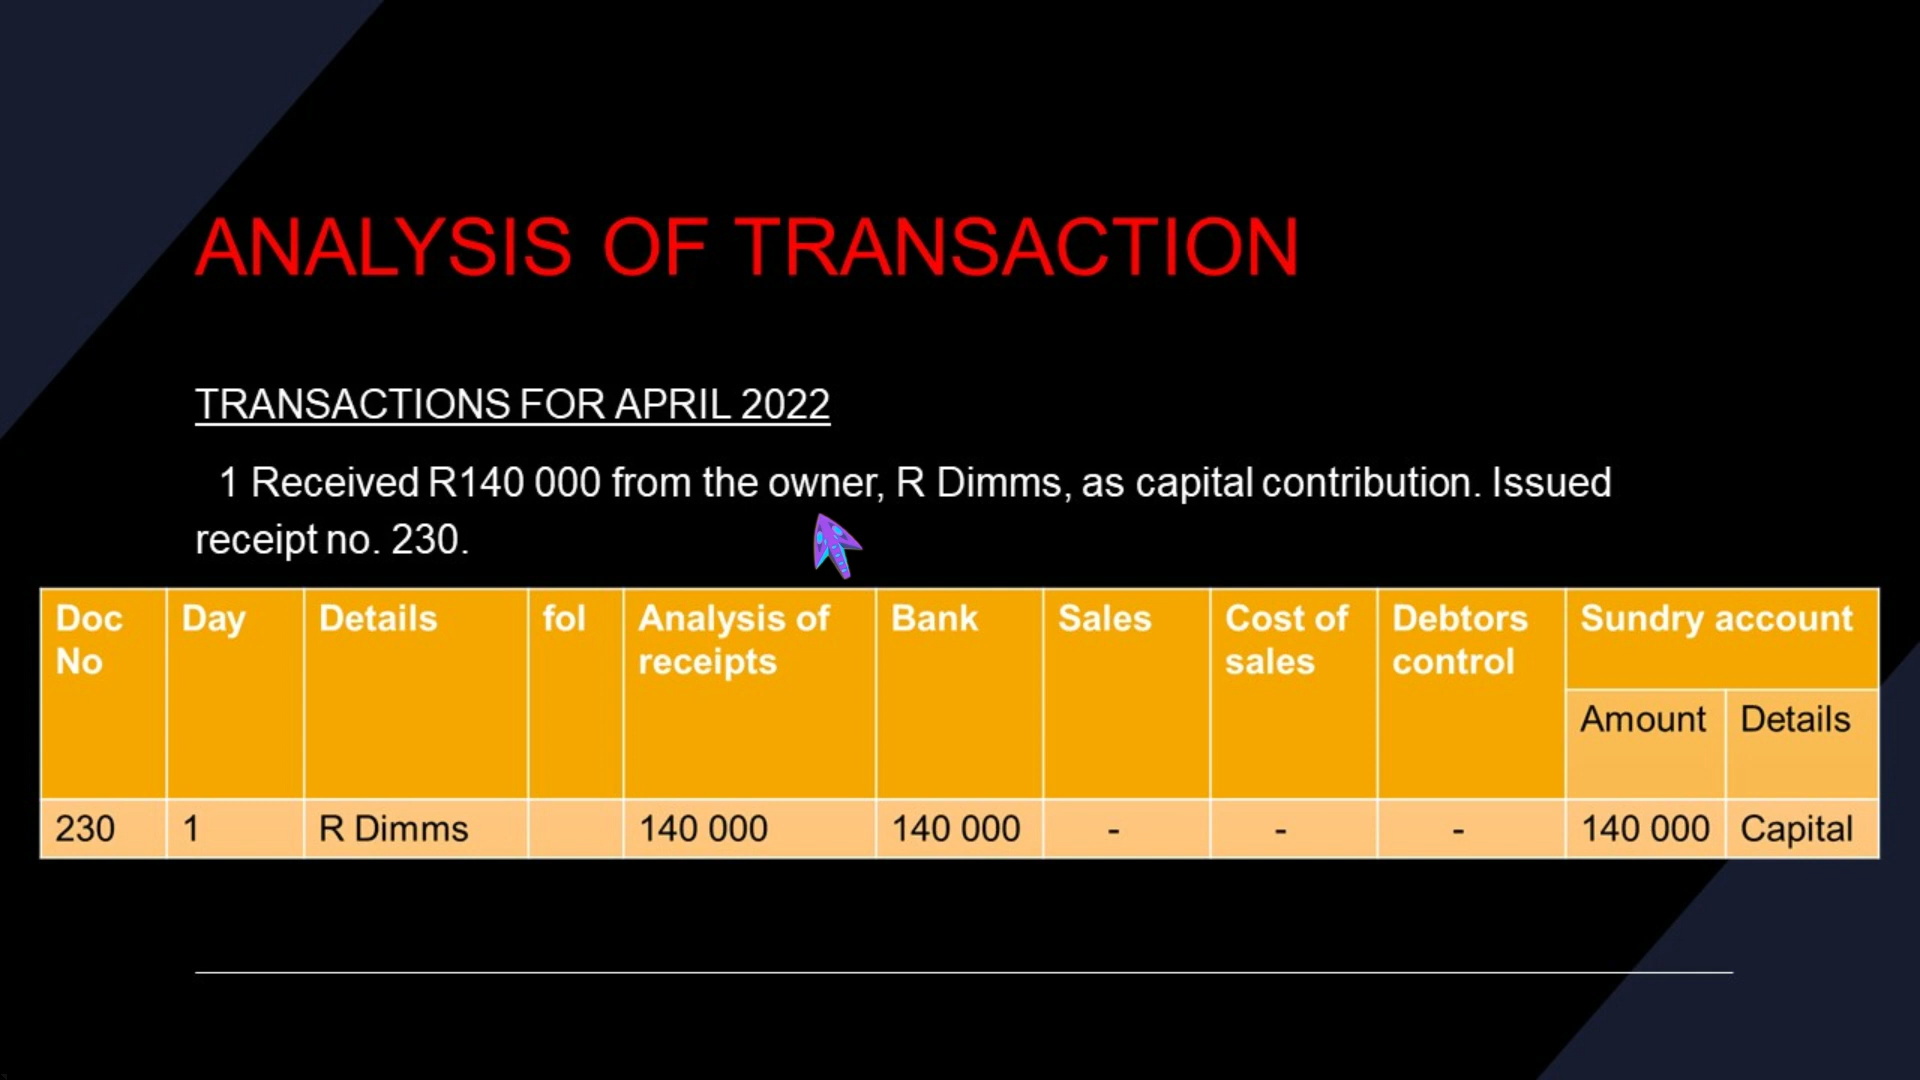 ANALYSIS OF TRANSACTION
TRANSACTIONS FOR APRIL 2022
1 Received R140 000 from the owner, R Dimms, as capital contribution. Issued
receipt no. 230.
Doc No Day Details fol Analysis of receipts Bank Sales Cost of sales Debtors control Sundry account
Amount Details
230 1 R Dimms 140 000 140 000 - - - 140 000 Capital